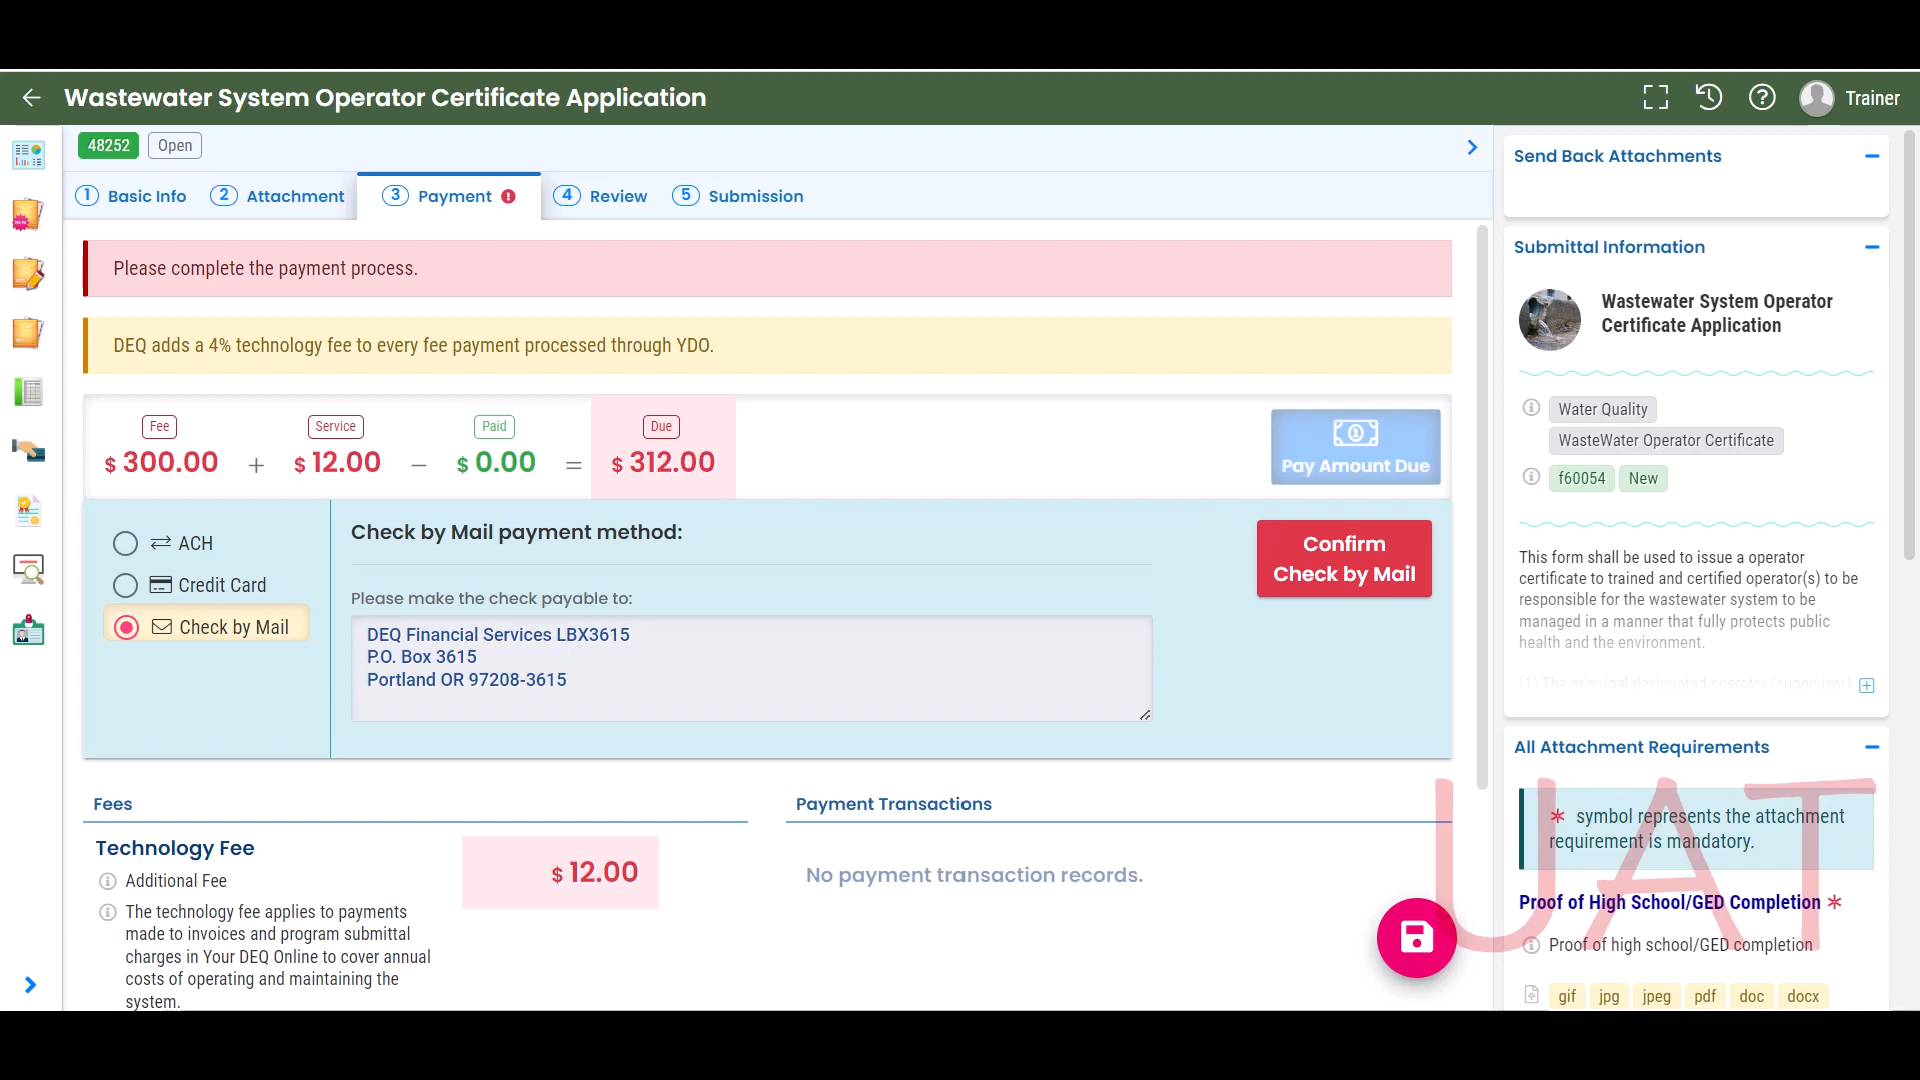 Wastewater System Operator Certificate Application
Trainer
48252 Open
1 Basic Info 2 Attachment 3 Payment 4 Review 5 Submission
Please complete the payment process.
DEQ adds a 4% technology fee to every fee payment processed through YDO.
Fee Service Paid Due
$ 300.00 + $ 12.00 – $ 0.00 = $ 312.00
Pay Amount Due
ACH
Credit Card
Check by Mail
Check by Mail payment method:
Please make the check payable to:
DEQ Financial Services LBX3615
P.O. Box 3615
Portland OR 97208-3615
Confirm
Check by Mail
Fees
Technology Fee
$ 12.00
Additional Fee
The technology fee applies to payments
made to invoices and program submittal
charges in Your DEQ Online to cover annual
costs of operating and maintaining the
system.
Payment Transactions
No payment transaction records.
Send Back Attachments
Submittal Information
Wastewater System Operator
Certificate Application
Water Quality
WasteWater Operator Certificate
f60054 New
This form shall be used to issue a operator
certificate to trained and certified operator(s) to be
responsible for the wastewater system to be
managed in a manner that fully protects public
health and the environment.
(1) The principal designated operator (supervisor)
All Attachment Requirements
* symbol represents the attachment
requirement is mandatory.
Proof of High School/GED Completion *
Proof of high school/GED completion
gif jpg jpeg pdf doc docx
UAT